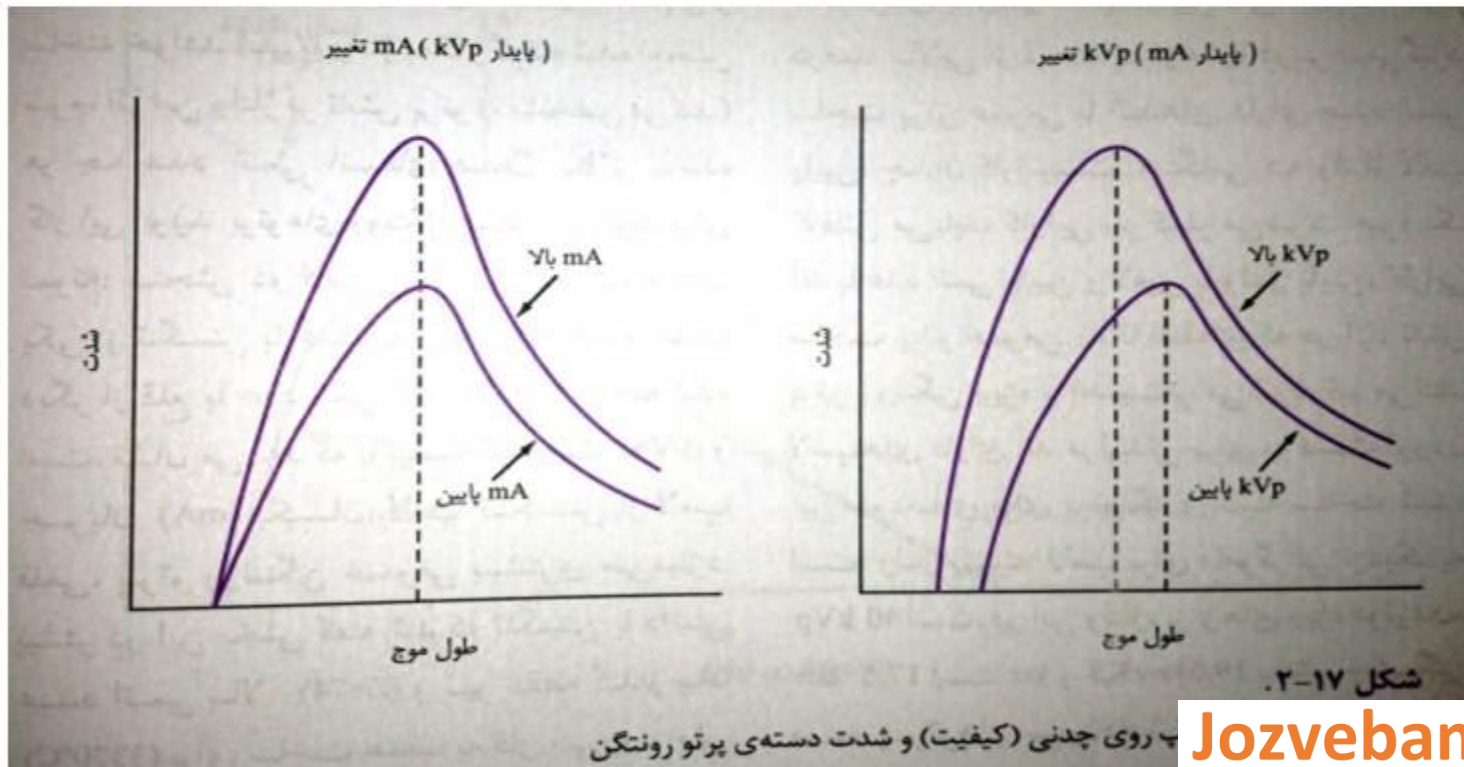 تغییر mA ( kVp پایدار )
تغییر kVp ( mA پایدار )
mA بالا
mA پایین
شدت
طول موج
kVp بالا
kVp پایین
شدت
طول موج
شکل ۱۷-۲.
روی چندنی (کیفیت) و شدت دسته‌ی پرتو رونتگن
Jozveban